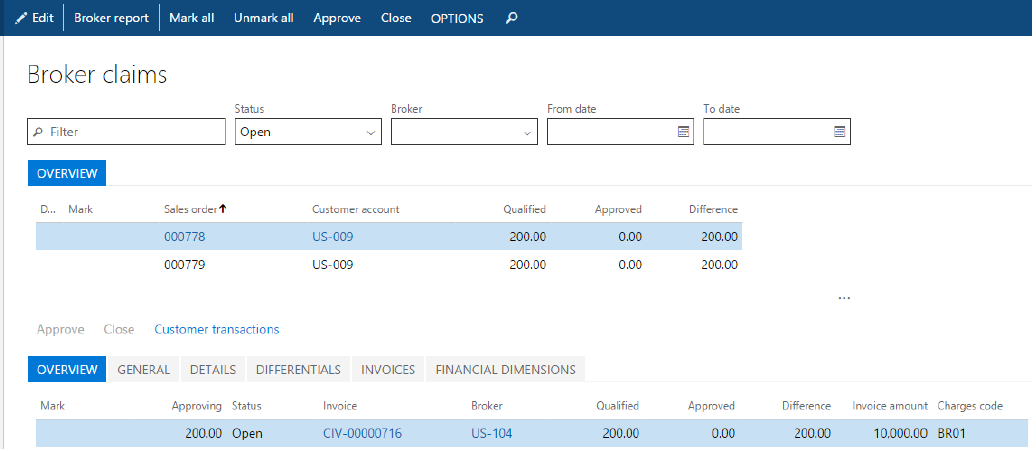 Edit Broker report Mark all Unmark all Approve Close OPTIONS
Broker claims
Status Broker From date To date
Filter Open
OVERVIEW
D... Mark Sales order Customer account Qualified Approved Difference
000778 US-009 200.00 0.00 200.00
000779 US-009 200.00 0.00 200.00
...
Approve Close Customer transactions
OVERVIEW GENERAL DETAILS DIFFERENTIALS INVOICES FINANCIAL DIMENSIONS
Mark Approving Status Invoice Broker Qualified Approved Difference Invoice amount Charges code
200.00 Open CIV-00000716 US-104 200.00 0.00 200.00 10,000.00 BR01